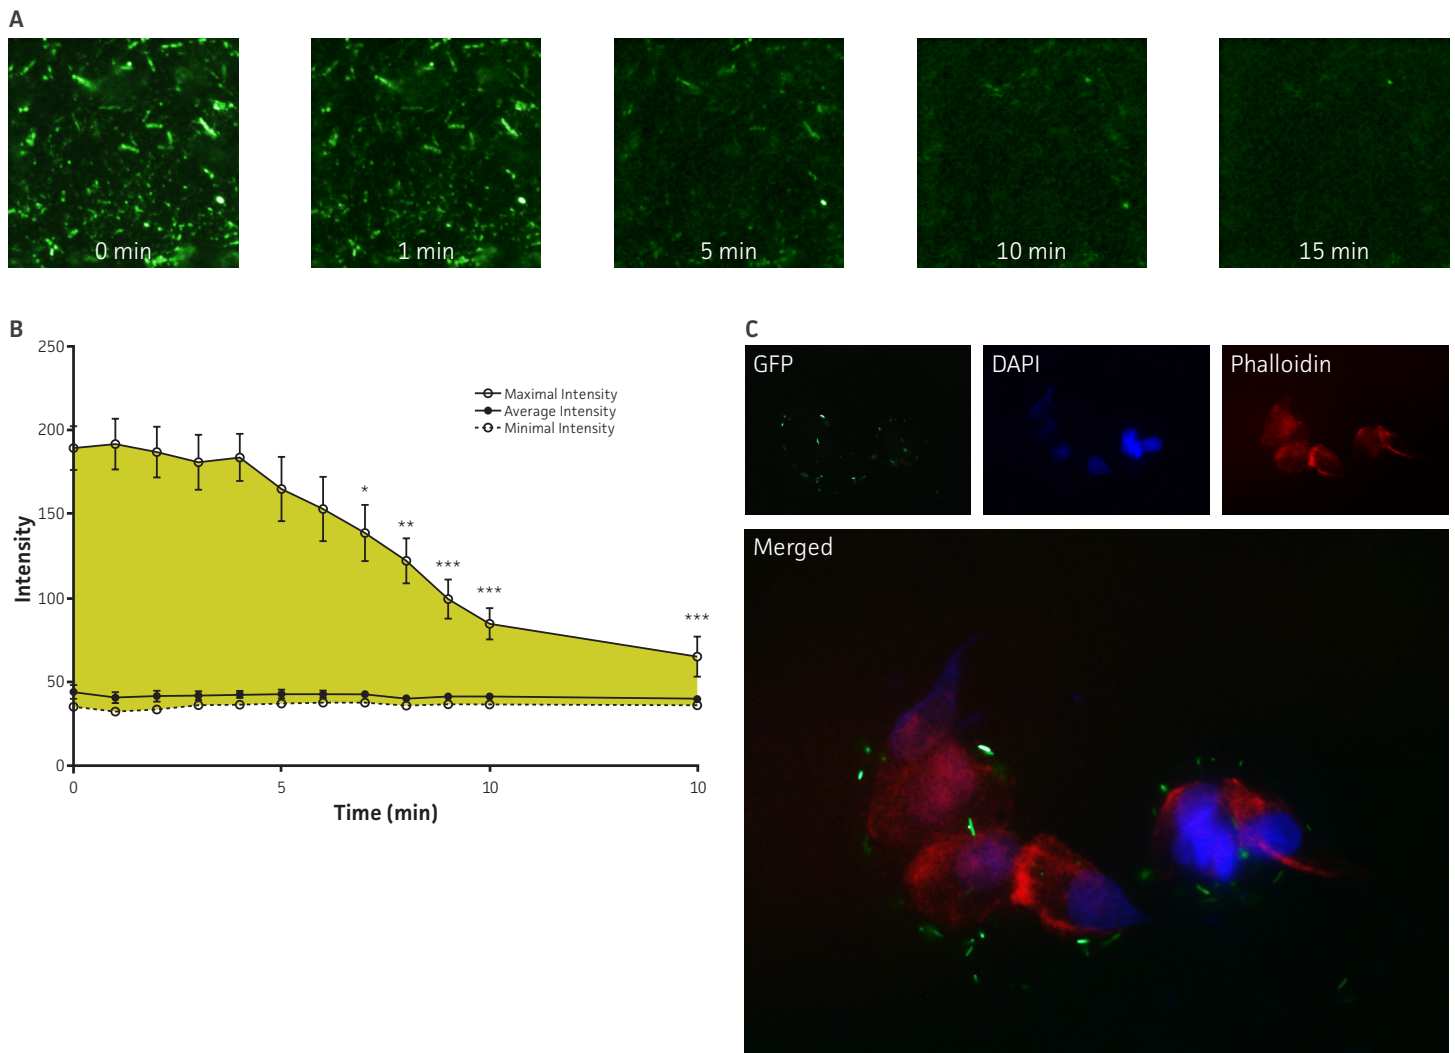 A
0 min
1 min
5 min
10 min
15 min
B
250
200
150
100
50
0
Intensity
Maximal Intensity
Average Intensity
Minimal Intensity
*
**
***
***
***
0
5
10
10
Time (min)
C
GFP
DAPI
Phalloidin
Merged